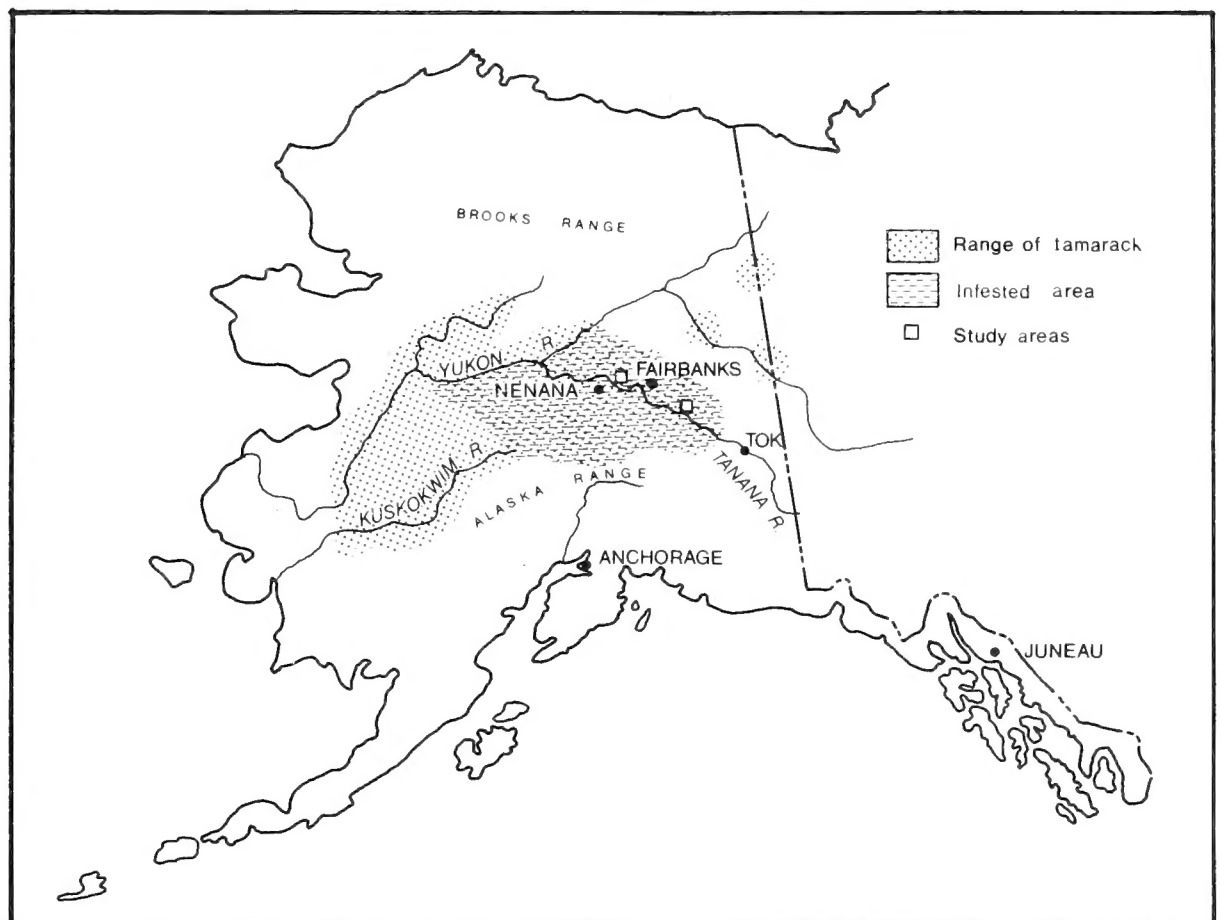 BROOKS RANGE
Range of tamarack
Infested area
Study areas
YUKON R.
FAIRBANKS
NENANA
TOK
KUSKOKWIM R.
TANANA R.
ALASKA RANGE
ANCHORAGE
JUNEAU